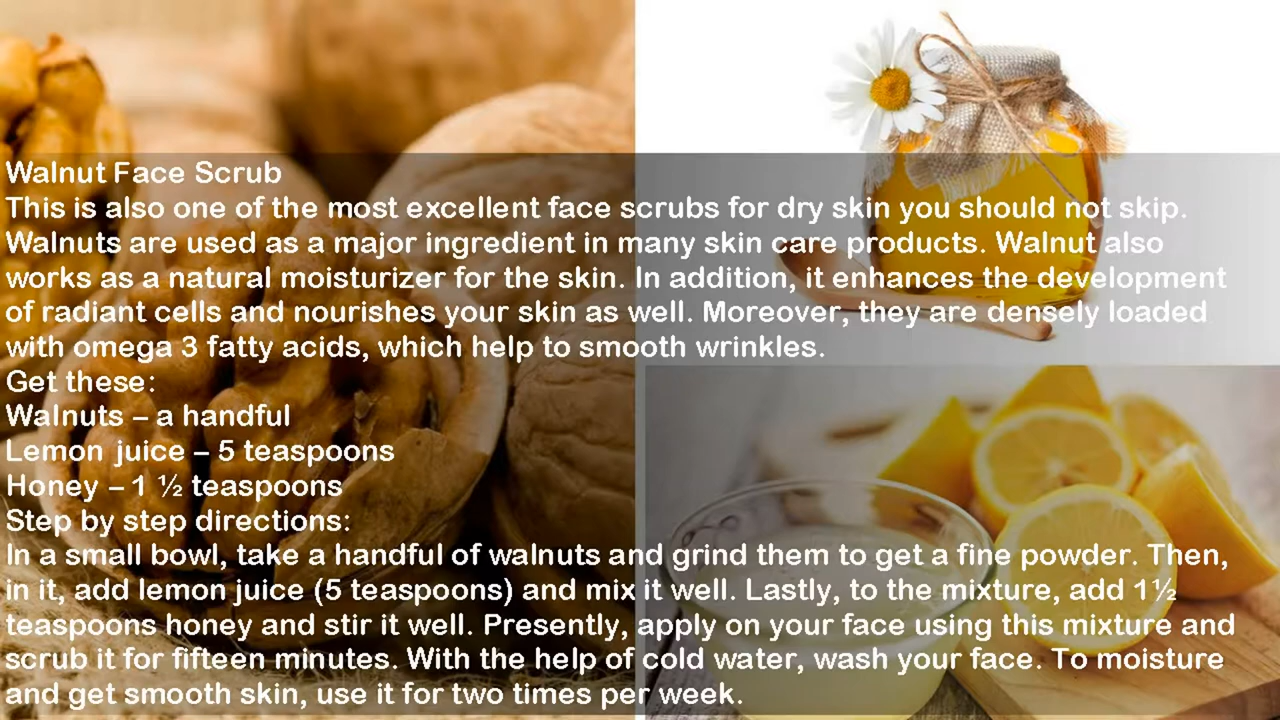 Walnut Face Scrub
This is also one of the most excellent face scrubs for dry skin you should not skip.
Walnuts are used as a major ingredient in many skin care products. Walnut also
works as a natural moisturizer for the skin. In addition, it enhances the development
of radiant cells and nourishes your skin as well. Moreover, they are densely loaded
with omega 3 fatty acids, which help to smooth wrinkles.
Get these:
Walnuts – a handful
Lemon juice – 5 teaspoons
Honey – 1 ½ teaspoons
Step by step directions:
In a small bowl, take a handful of walnuts and grind them to get a fine powder. Then,
in it, add lemon juice (5 teaspoons) and mix it well. Lastly, to the mixture, add 1½
teaspoons honey and stir it well. Presently, apply on your face using this mixture and
scrub it for fifteen minutes. With the help of cold water, wash your face. To moisture
and get smooth skin, use it for two times per week.